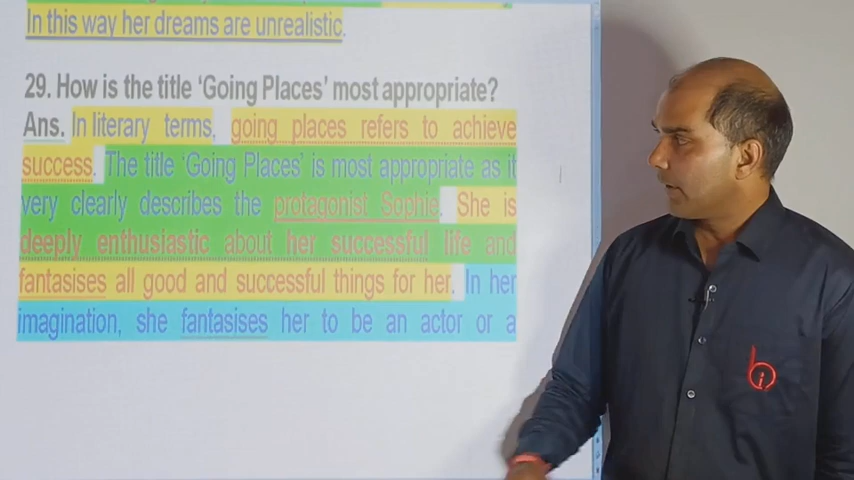 In this way her dreams are unrealistic.
29. How is the title ‘Going Places’ most appropriate?
Ans. In literary terms, going places refers to achieve
success. The title ‘Going Places’ is most appropriate as it
very clearly describes the protagonist Sophie. She is
deeply enthusiastic about her successful life and
fantasises all good and successful things for her. In her
imagination, she fantasises her to be an actor or a